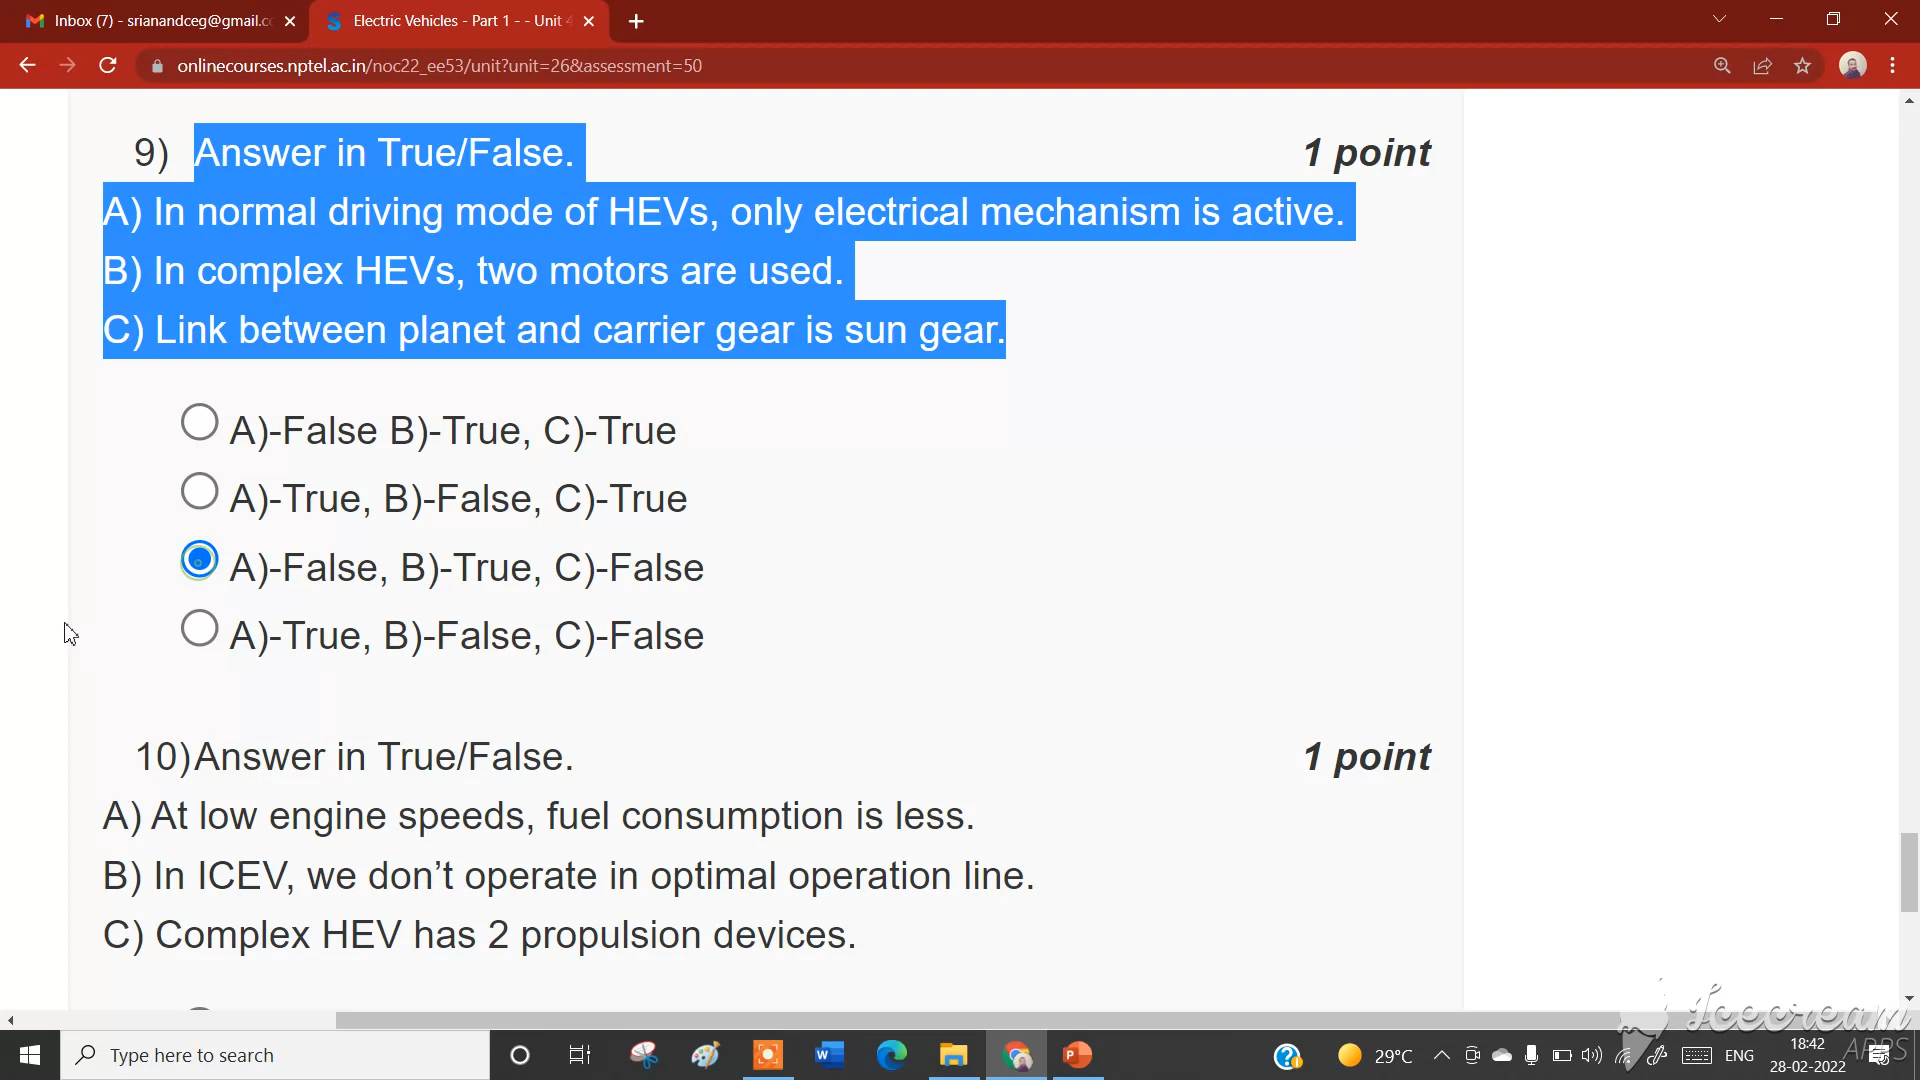 Inbox (7) - srianandceg@gmail.c
Electric Vehicles - Part 1 - - Unit 4
onlinecourses.nptel.ac.in/noc22_ee53/unit?unit=26&assessment=50
9) Answer in True/False. 1 point
A) In normal driving mode of HEVs, only electrical mechanism is active.
B) In complex HEVs, two motors are used.
C) Link between planet and carrier gear is sun gear.
A)-False B)-True, C)-True
A)-True, B)-False, C)-True
A)-False, B)-True, C)-False
A)-True, B)-False, C)-False
10) Answer in True/False. 1 point
A) At low engine speeds, fuel consumption is less.
B) In ICEV, we don’t operate in optimal operation line.
C) Complex HEV has 2 propulsion devices.
Icecream
APPS
Type here to search
29°C
ENG
18:42
28-02-2022